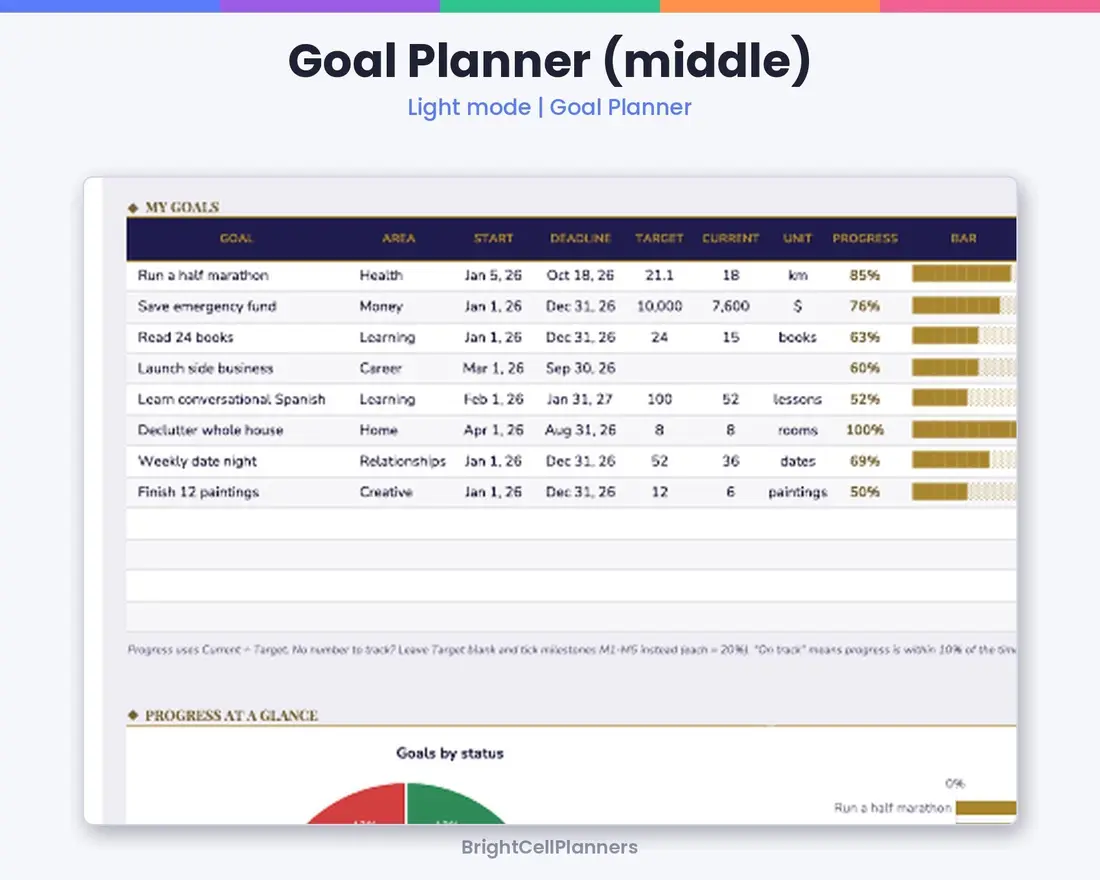 Goal Planner (middle)
Light mode | Goal Planner
◆ MY GOALS
GOAL AREA START DEADLINE TARGET CURRENT UNIT PROGRESS BAR
Run a half marathon Health Jan 5, 26 Oct 18, 26 21.1 18 km 85%
Save emergency fund Money Jan 1, 26 Dec 31, 26 10,000 7,600 $ 76%
Read 24 books Learning Jan 1, 26 Dec 31, 26 24 15 books 63%
Launch side business Career Mar 1, 26 Sep 30, 26 60%
Learn conversational Spanish Learning Feb 1, 26 Jan 31, 27 100 52 lessons 52%
Declutter whole house Home Apr 1, 26 Aug 31, 26 8 8 rooms 100%
Weekly date night Relationships Jan 1, 26 Dec 31, 26 52 36 dates 69%
Finish 12 paintings Creative Jan 1, 26 Dec 31, 26 12 6 paintings 50%
Progress uses Current ÷ Target. No number to track? Leave Target blank and tick milestones M1-M5 instead (each = 20%). "On track" means progress is within 10% of the time
◆ PROGRESS AT A GLANCE
Goals by status
0%
Run a half marathon
BrightCellPlanners